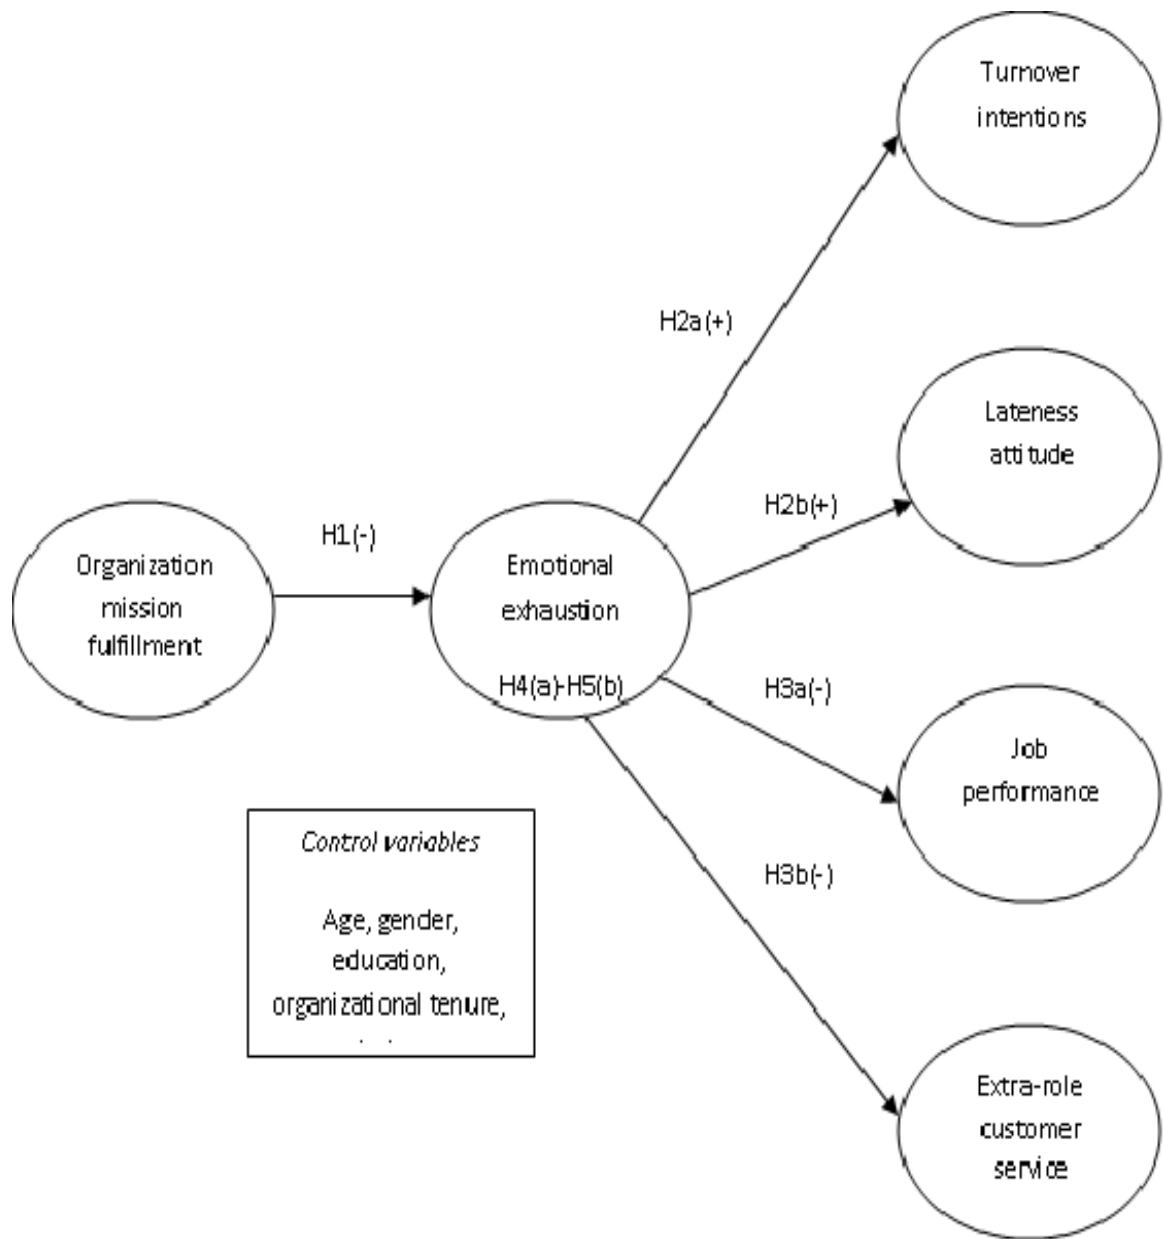 Turnover
intentions
H2a(+)
Lateness
attitude
H2b(+)
H1(-)
Organization
mission
fulfillment
Emotional
exhaustion
H4(a)-H5(b)
H3a(-)
Job
performance
H3b(-)
Control variables
Age, gender,
education,
organizational tenure,
Extra-role
customer
service